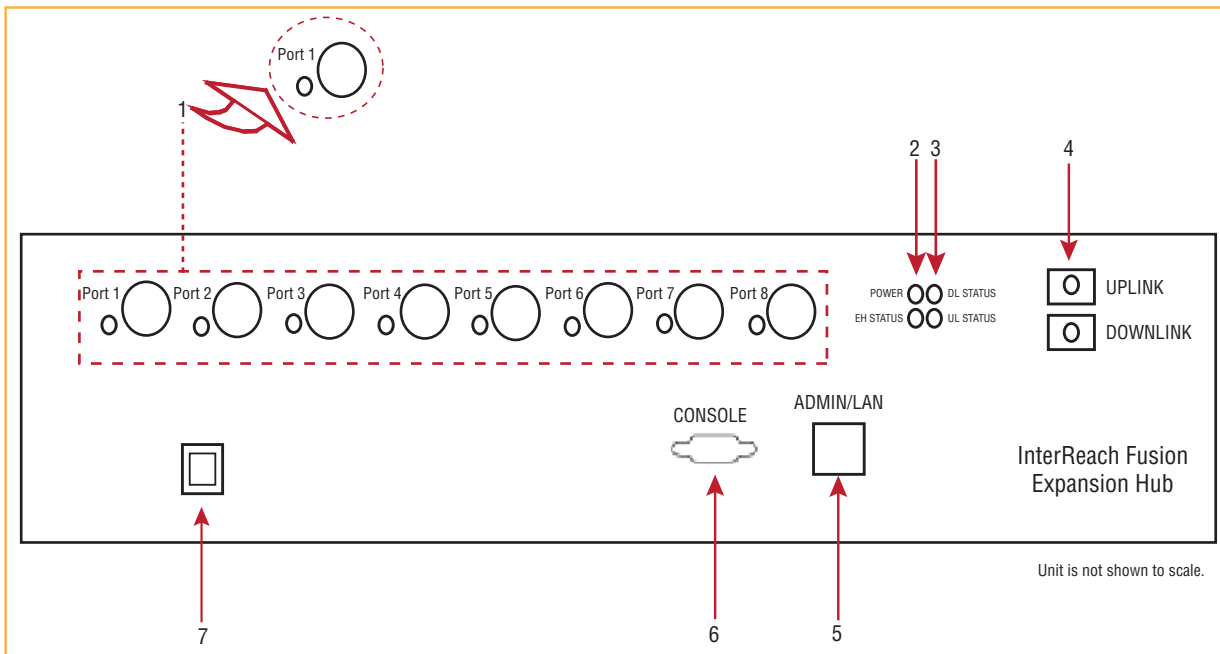 Port 1
1
2 3 4
Port 1 Port 2 Port 3 Port 4 Port 5 Port 6 Port 7 Port 8
POWER DL STATUS
EH STATUS UL STATUS
UPLINK
DOWNLINK
CONSOLE
ADMIN/LAN
InterReach Fusion
Expansion Hub
Unit is not shown to scale.
7 6 5